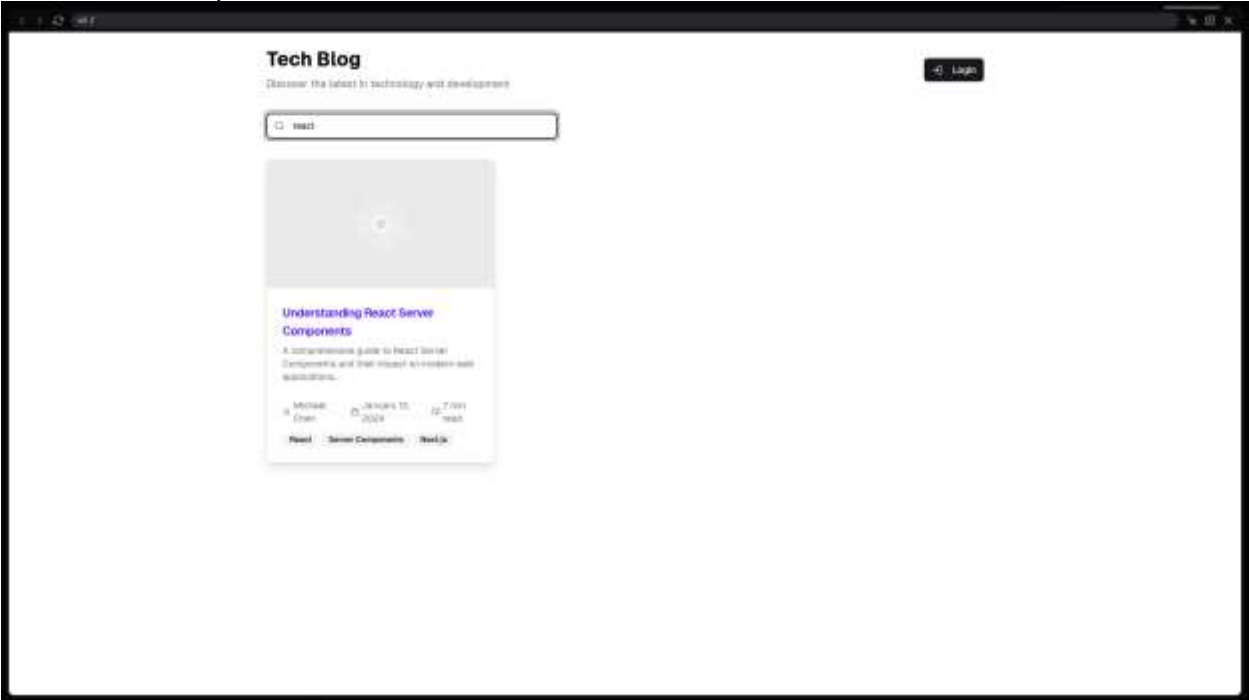 Tech Blog
Discover the latest in technology and development
Login
react
Understanding React Server
Components
A comprehensive guide to React Server
Components and their impact on modern web
applications...
Michael
Chen
January 12,
2024
7 min
read
React Server Components Next.js